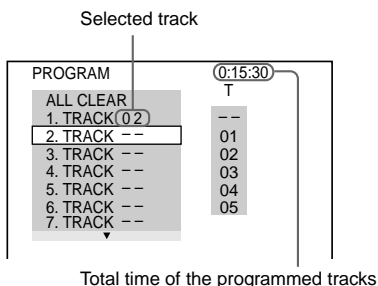 Selected track
PROGRAM 0:15:30
T
ALL CLEAR
1. TRACK 0 2 – –
2. TRACK – – 01
3. TRACK – – 02
4. TRACK – – 03
5. TRACK – – 04
6. TRACK – – 05
7. TRACK – –
Total time of the programmed tracks